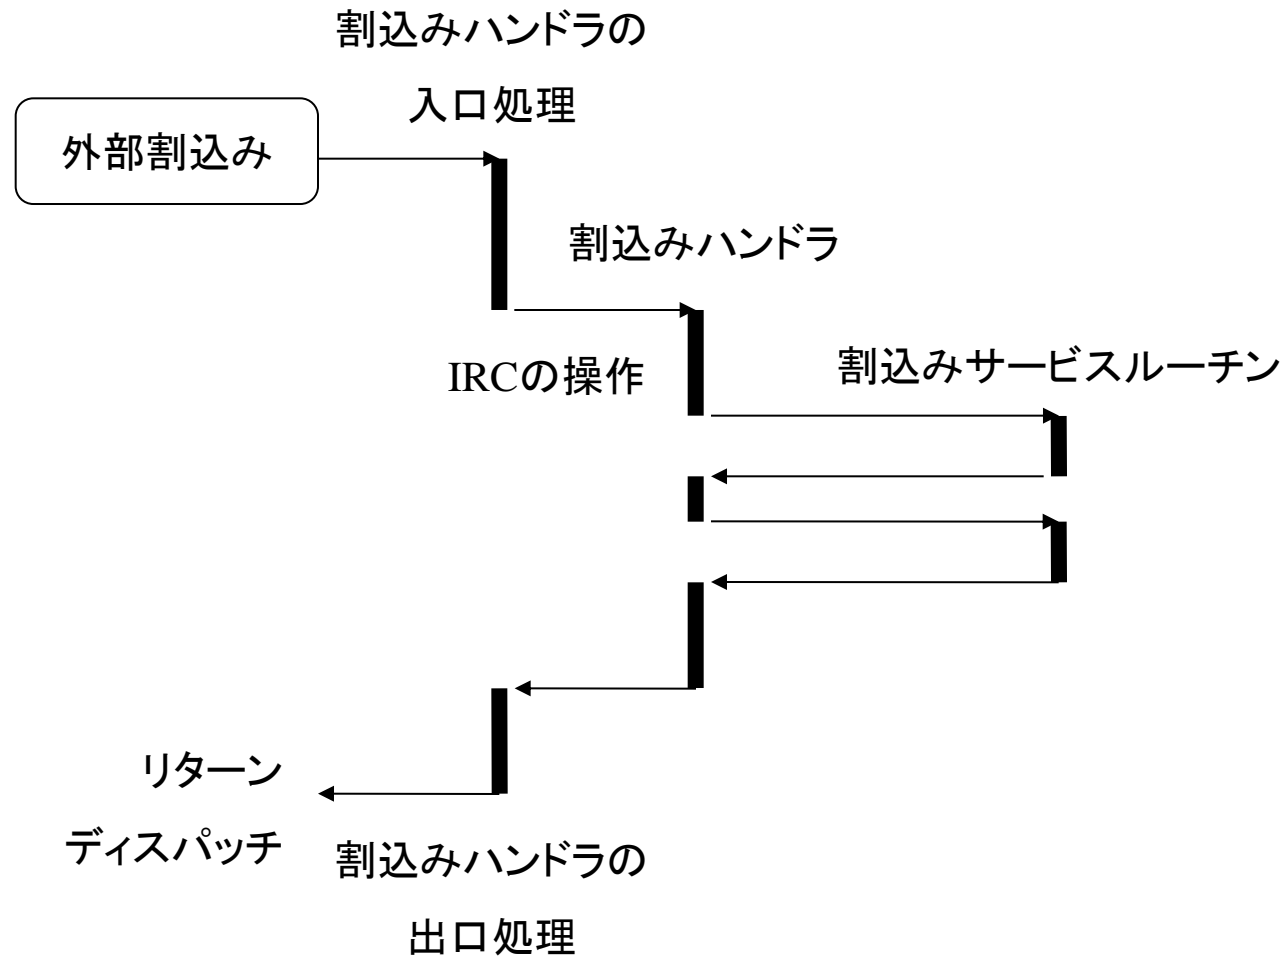 割込みハンドラの
入口処理
外部割込み
割込みハンドラ
IRCの操作
割込みサービスルーチン
リターン
ディスパッチ
割込みハンドラの
出口処理